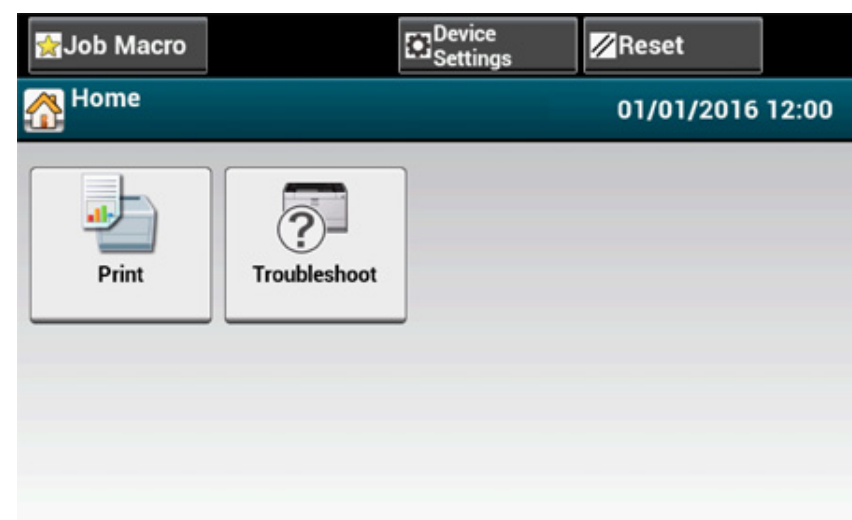 Job Macro
Device
Settings
Reset
Home
01/01/2016 12:00
Print
Troubleshoot